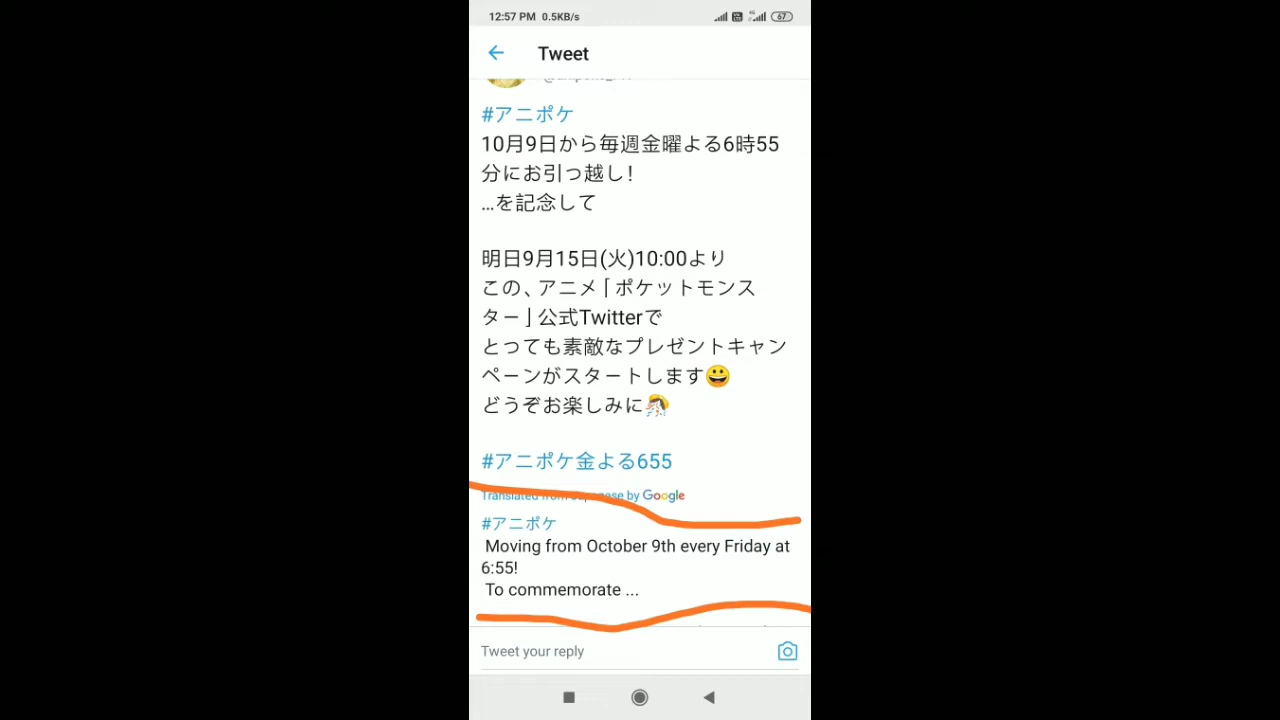 12:57 PM 0.5KB/s
67
Tweet
#アニポケ
10月9日から毎週金曜よる6時55
分にお引っ越し！
…を記念して
明日9月15日(火)10:00より
この、アニメ「ポケットモンス
ター」公式Twitterで
とっても素敵なプレゼントキャン
ペーンがスタートします😀
どうぞお楽しみに🎊
#アニポケ金よる655
Translated from Japanese by Google
#アニポケ
Moving from October 9th every Friday at
6:55!
To commemorate ...
Tweet your reply